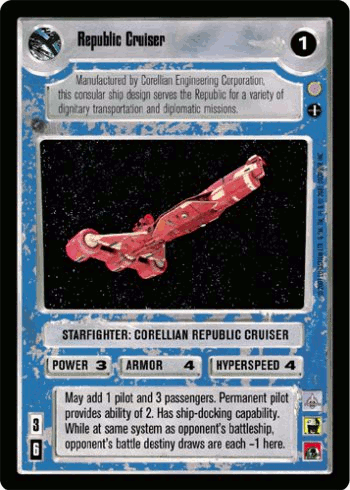 Republic Cruiser
1
Manufactured by Corellian Engineering Corporation,
this consular ship design serves the Republic for a variety of
dignitary transportation and diplomatic missions.
STARFIGHTER: CORELLIAN REPUBLIC CRUISER
POWER 3 ARMOR 4 HYPERSPEED 4
May add 1 pilot and 3 passengers. Permanent pilot
provides ability of 2. Has ship-docking capability.
While at same system as opponent's battleship,
opponent's battle destiny draws are each -1 here.
3
6